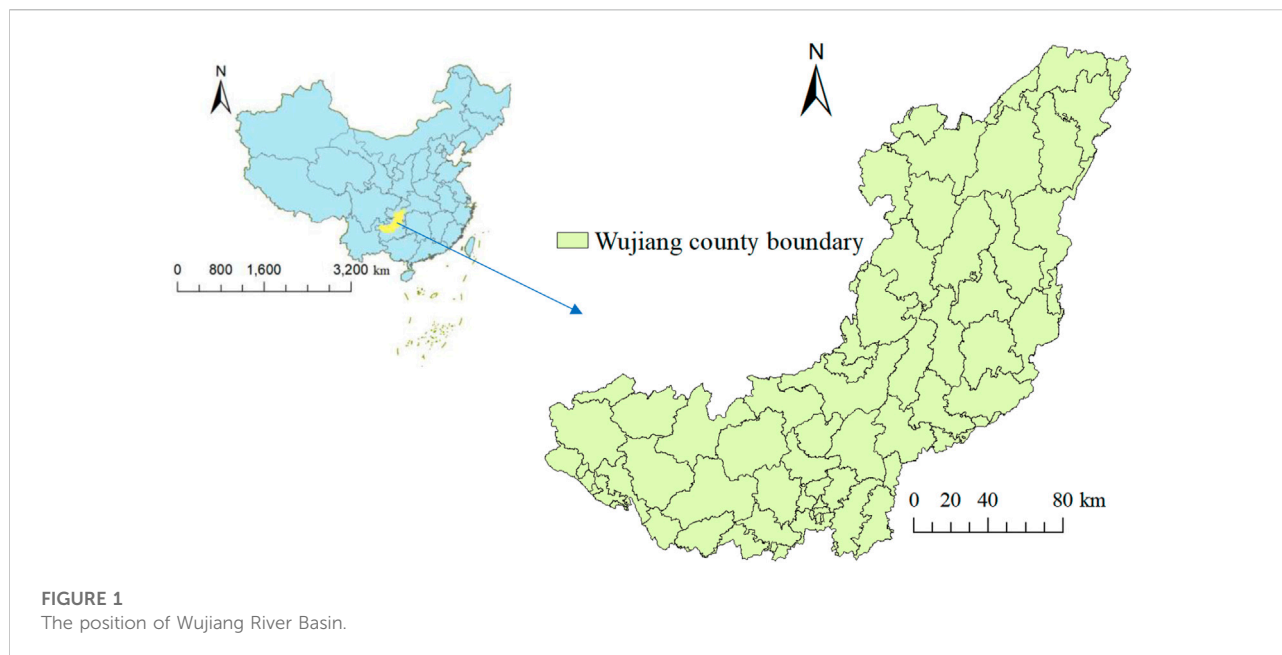 N
0 800 1,600 3,200 km
N
Wujiang county boundary
0 20 40 80 km
FIGURE 1
The position of Wujiang River Basin.